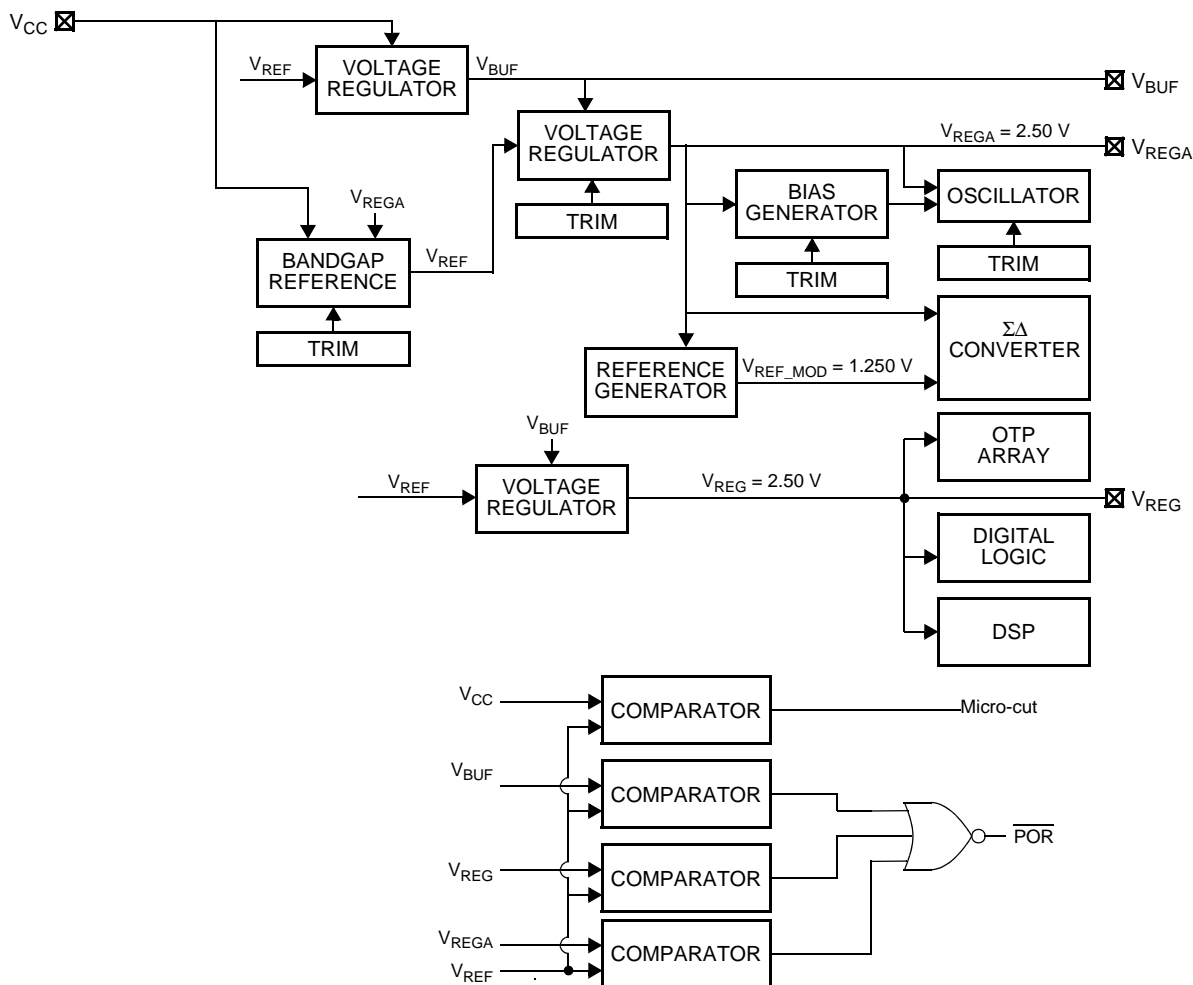 VCC
VREF
VOLTAGE
REGULATOR
VBUF
VBUF
VOLTAGE
REGULATOR
VREGA = 2.50 V
VREGA
TRIM
BIAS
GENERATOR
OSCILLATOR
TRIM
TRIM
VREGA
BANDGAP
REFERENCE
VREF
TRIM
REFERENCE
GENERATOR
VREF_MOD = 1.250 V
ΣΔ
CONVERTER
VBUF
VREF
VOLTAGE
REGULATOR
VREG = 2.50 V
OTP
ARRAY
VREG
DIGITAL
LOGIC
DSP
VCC
COMPARATOR
Micro-cut
VBUF
COMPARATOR
POR
VREG
COMPARATOR
VREGA
VREF
COMPARATOR